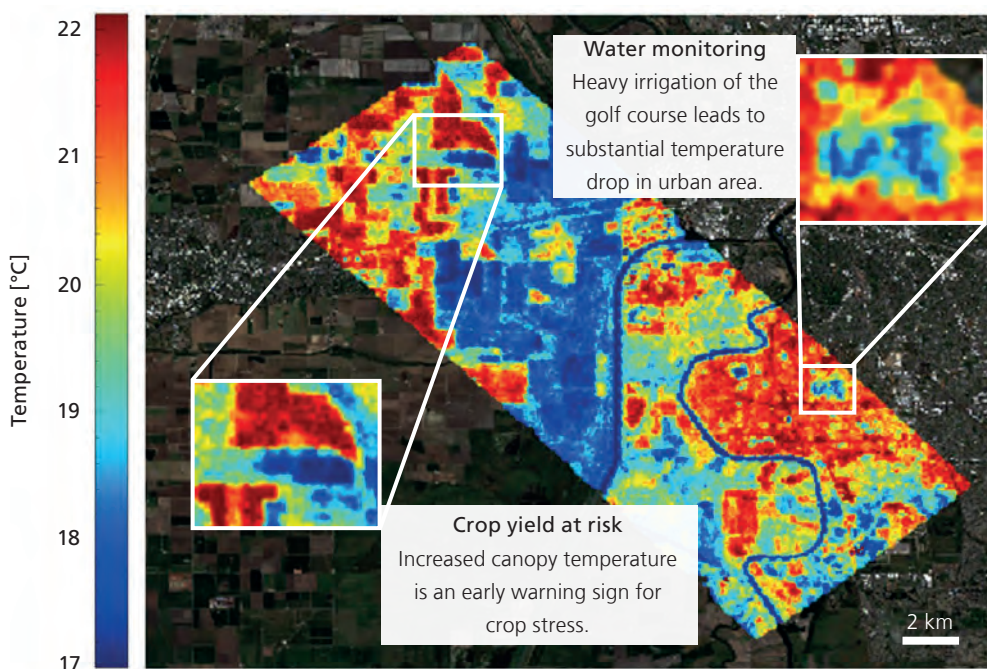 22
21
20
19
18
17
Temperature [°C]
Water monitoring
Heavy irrigation of the
golf course leads to
substantial temperature
drop in urban area.
Crop yield at risk
Increased canopy temperature
is an early warning sign for
crop stress.
2 km